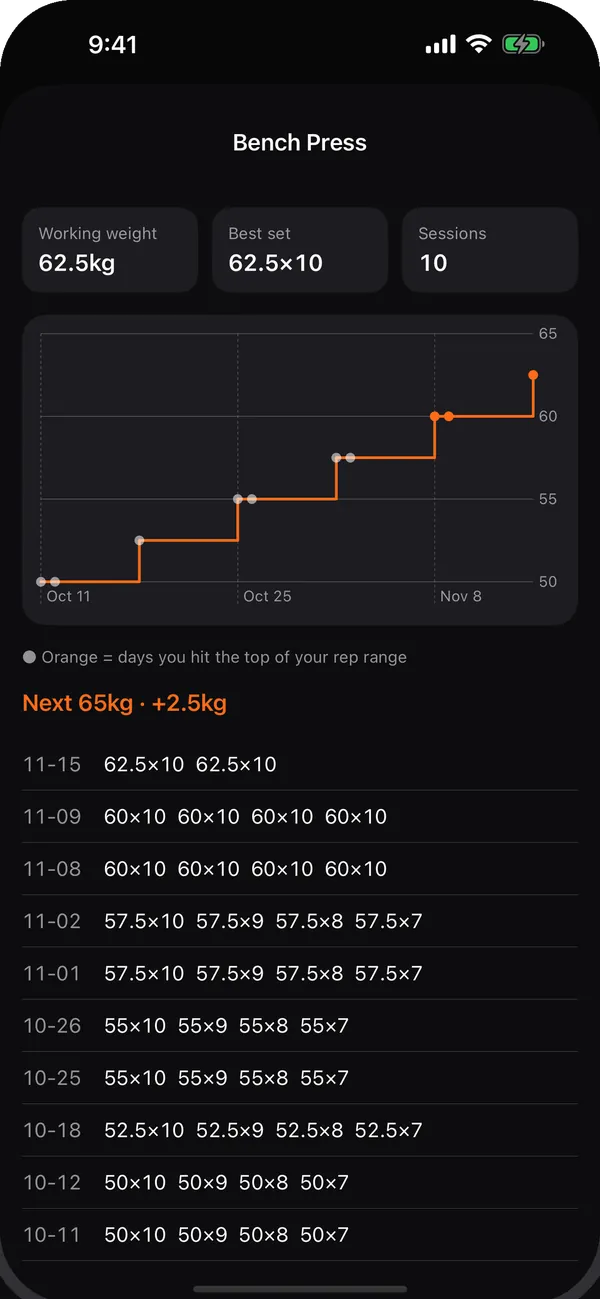 9:41
Bench Press
Working weight
62.5kg
Best set
62.5×10
Sessions
10
65
60
55
50
Oct 11
Oct 25
Nov 8
Orange = days you hit the top of your rep range
Next 65kg · +2.5kg
11-15 62.5×10 62.5×10
11-09 60×10 60×10 60×10 60×10
11-08 60×10 60×10 60×10 60×10
11-02 57.5×10 57.5×9 57.5×8 57.5×7
11-01 57.5×10 57.5×9 57.5×8 57.5×7
10-26 55×10 55×9 55×8 55×7
10-25 55×10 55×9 55×8 55×7
10-18 52.5×10 52.5×9 52.5×8 52.5×7
10-12 50×10 50×9 50×8 50×7
10-11 50×10 50×9 50×8 50×7